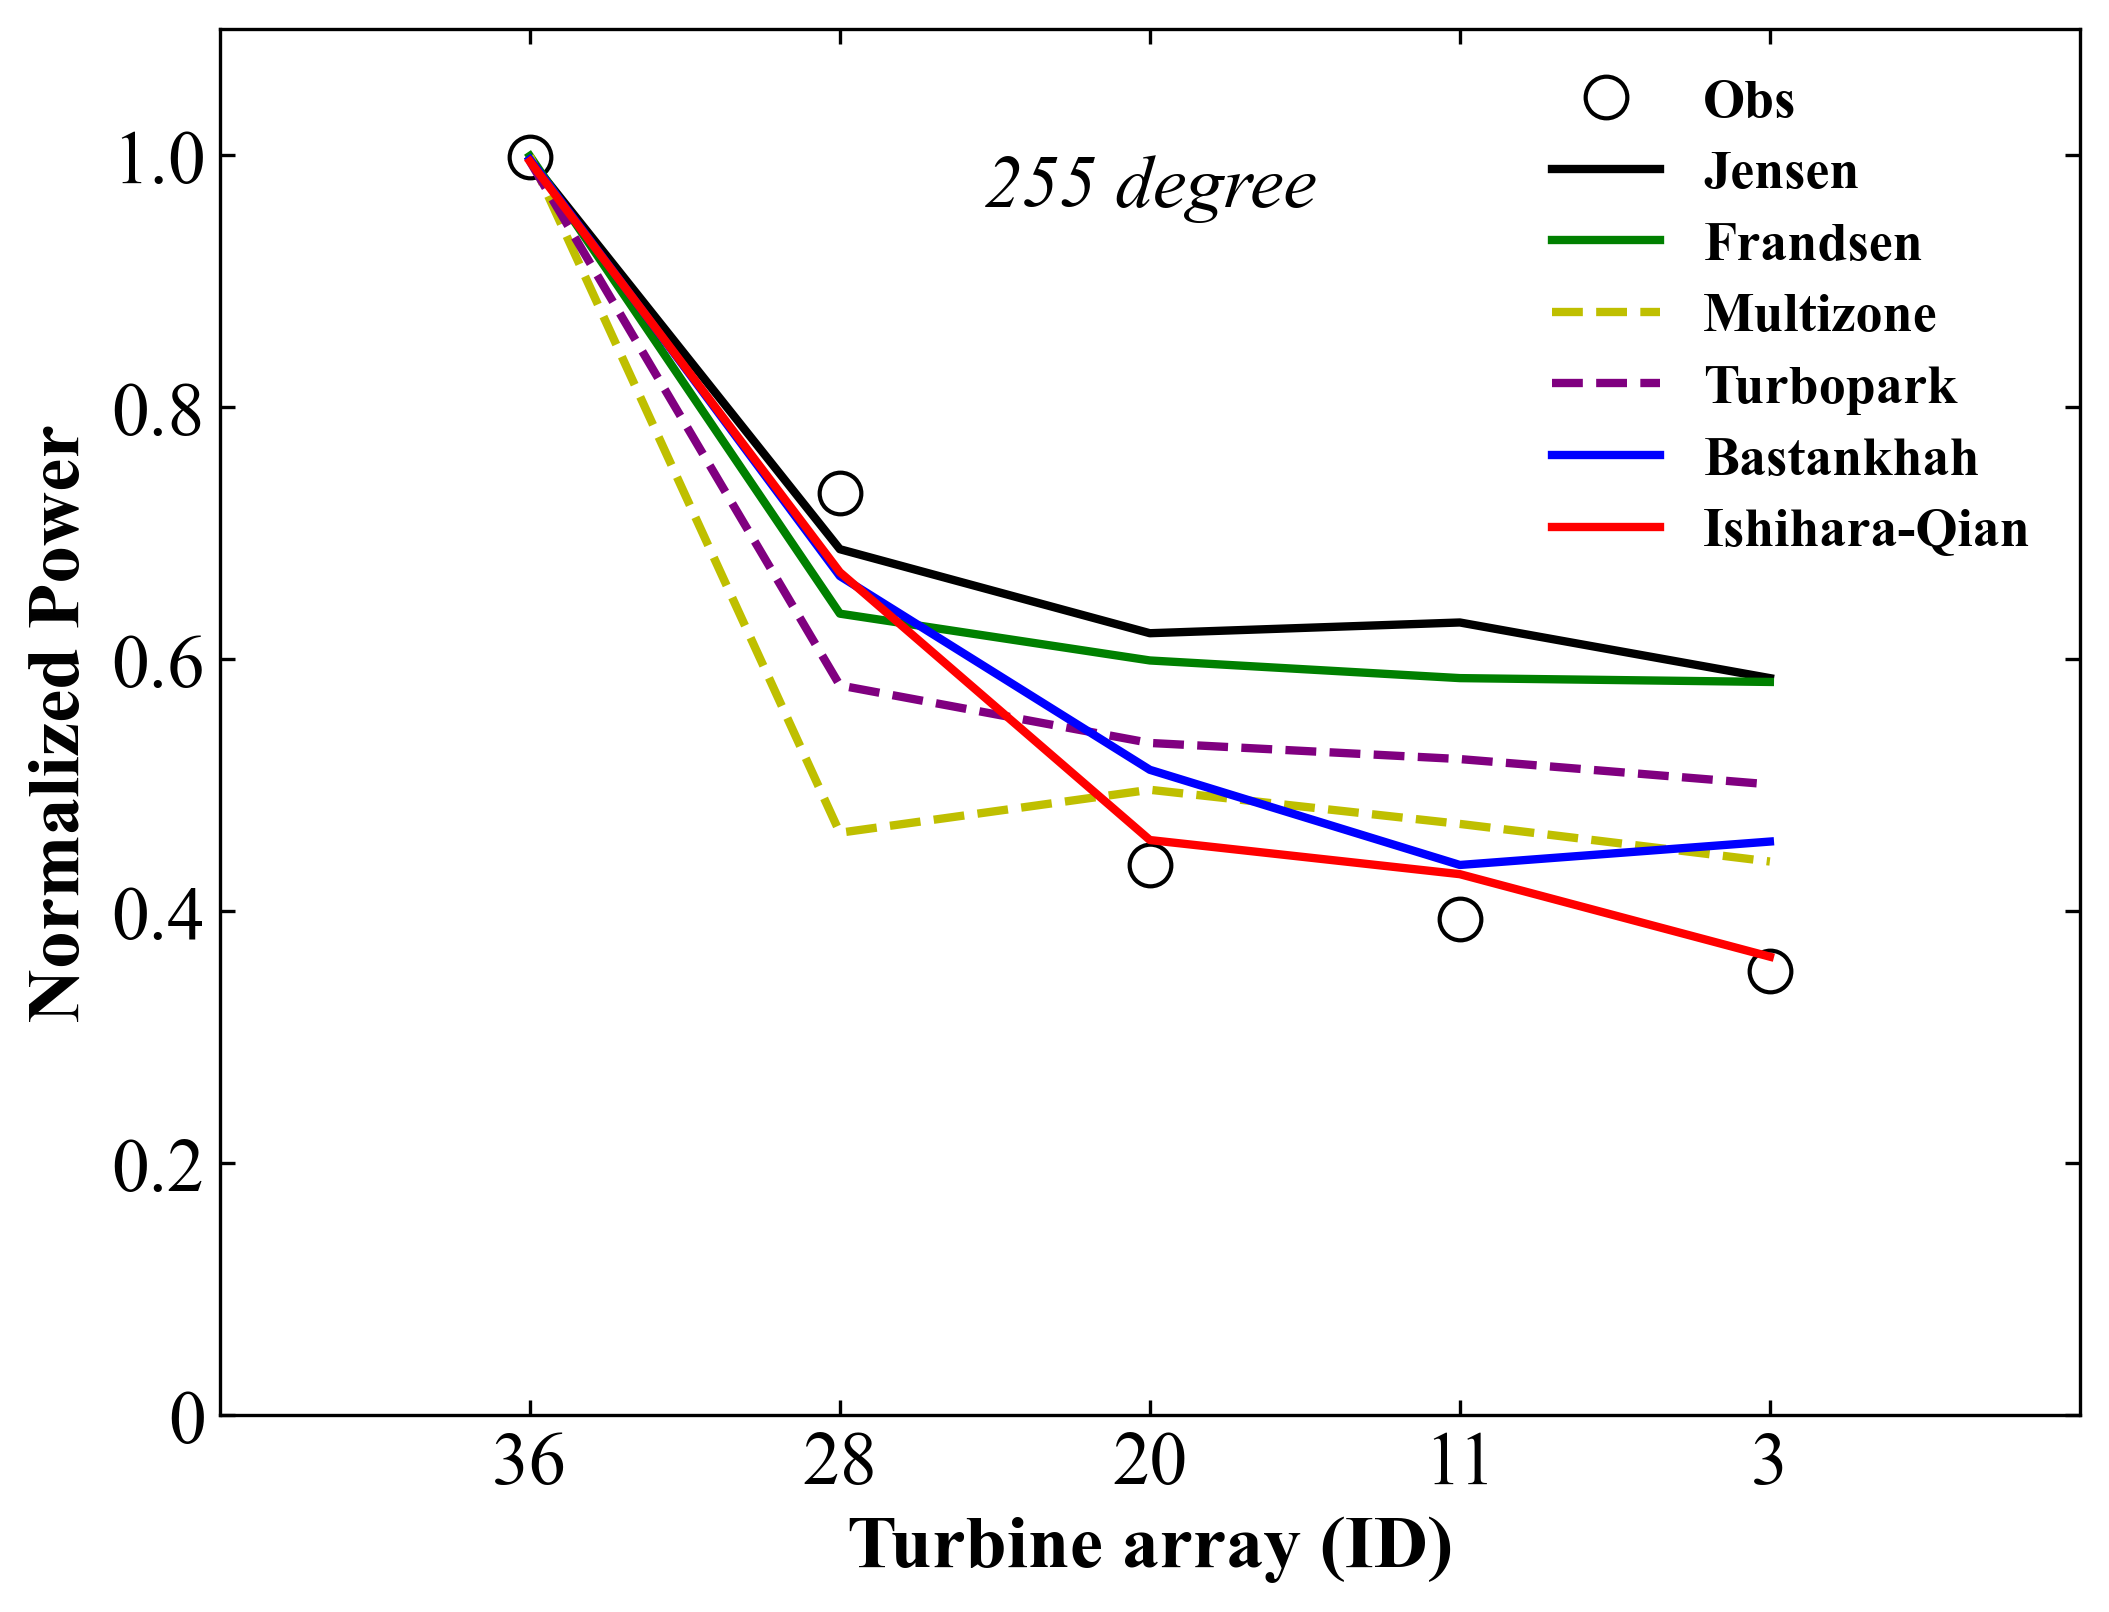 255 degree
Obs
Jensen
Frandsen
Multizone
Turbopark
Bastankhah
Ishihara-Qian
Normalized Power
1.0
0.8
0.6
0.4
0.2
0
36 28 20 11 3
Turbine array (ID)